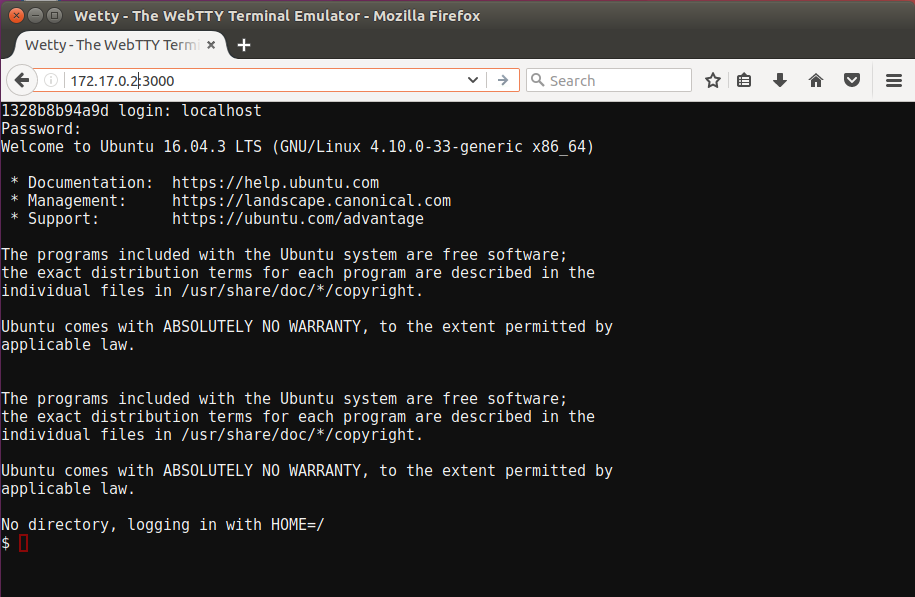 Wetty - The WebTTY Terminal Emulator - Mozilla Firefox
Wetty - The WebTTY Termi
172.17.0.2:3000
Search
1328b8b94a9d login: localhost
Password:
Welcome to Ubuntu 16.04.3 LTS (GNU/Linux 4.10.0-33-generic x86_64)
* Documentation: https://help.ubuntu.com
* Management: https://landscape.canonical.com
* Support: https://ubuntu.com/advantage
The programs included with the Ubuntu system are free software;
the exact distribution terms for each program are described in the
individual files in /usr/share/doc/*/copyright.
Ubuntu comes with ABSOLUTELY NO WARRANTY, to the extent permitted by
applicable law.
The programs included with the Ubuntu system are free software;
the exact distribution terms for each program are described in the
individual files in /usr/share/doc/*/copyright.
Ubuntu comes with ABSOLUTELY NO WARRANTY, to the extent permitted by
applicable law.
No directory, logging in with HOME=/
$